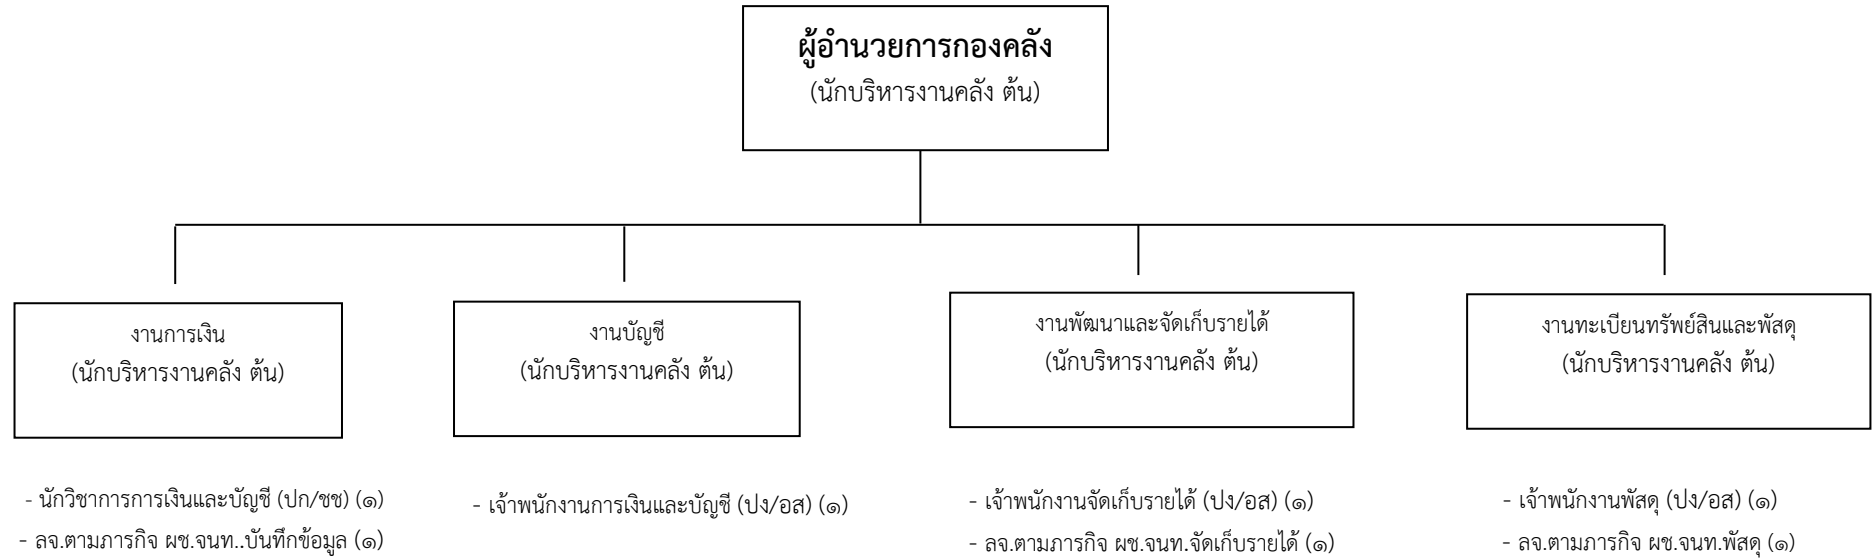 ผู้อำนวยการกองคลัง
(นักบริหารงานคลัง ต้น)
งานการเงิน
(นักบริหารงานคลัง ต้น)
งานบัญชี
(นักบริหารงานคลัง ต้น)
งานพัฒนาและจัดเก็บรายได้
(นักบริหารงานคลัง ต้น)
งานทะเบียนทรัพย์สินและพัสดุ
(นักบริหารงานคลัง ต้น)
- นักวิชาการการเงินและบัญชี (ปก/ชช) (๑)
- ลจ.ตามภารกิจ ผช.จนท..บันทึกข้อมูล (๑)
- เจ้าพนักงานการเงินและบัญชี (ปง/อส) (๑)
- เจ้าพนักงานจัดเก็บรายได้ (ปง/อส) (๑)
- ลจ.ตามภารกิจ ผช.จนท.จัดเก็บรายได้ (๑)
- เจ้าพนักงานพัสดุ (ปง/อส) (๑)
- ลจ.ตามภารกิจ ผช.จนท.พัสดุ (๑)